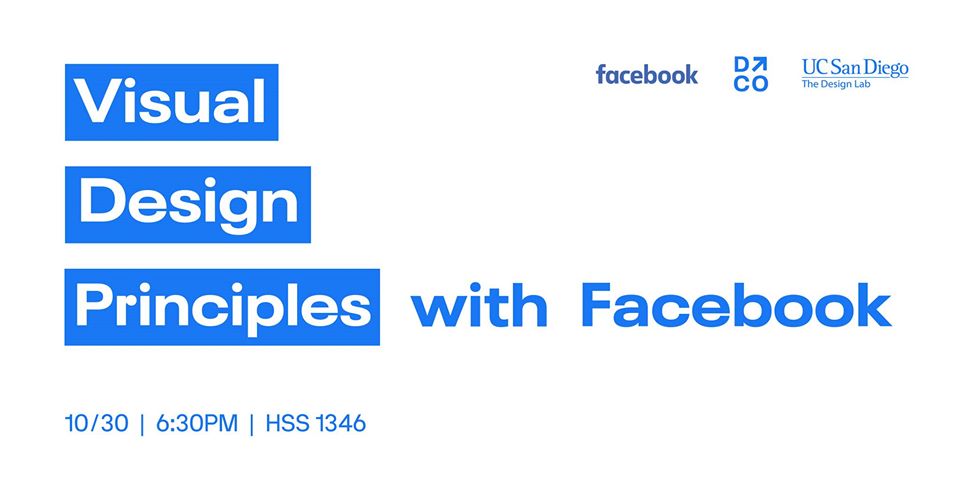 Visual
Design
Principles with Facebook
facebook
D↗
CO
UC San Diego
The Design Lab
10/30 | 6:30PM | HSS 1346